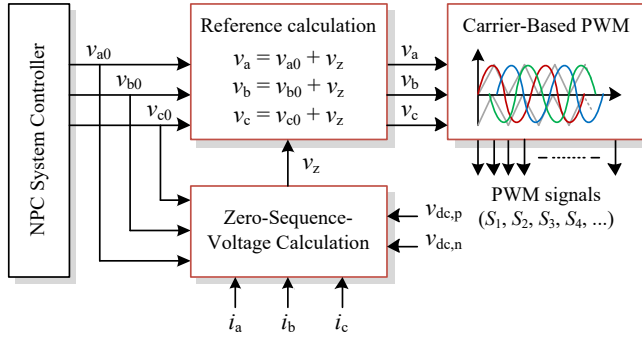 NPC System Controller
v_a0
v_b0
v_c0
Reference calculation
v_a = v_a0 + v_z
v_b = v_b0 + v_z
v_c = v_c0 + v_z
v_a
v_b
v_c
Carrier-Based PWM
PWM signals
(S_1, S_2, S_3, S_4, ...)
v_z
Zero-Sequence-
Voltage Calculation
v_dc,p
v_dc,n
i_a i_b i_c